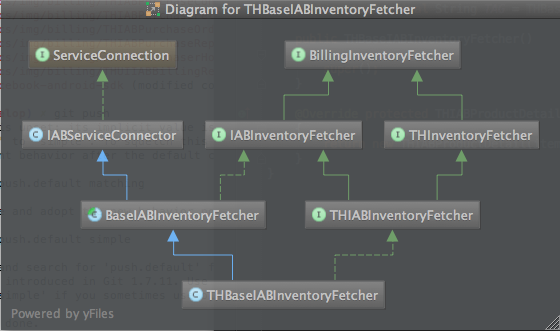 Diagram for THBaseIABInventoryFetcher
I ServiceConnection
I BillingInventoryFetcher
C IABServiceConnector
I IABInventoryFetcher
I THInventoryFetcher
C BaseIABInventoryFetcher
I THIABInventoryFetcher
C THBaseIABInventoryFetcher
Powered by yFiles